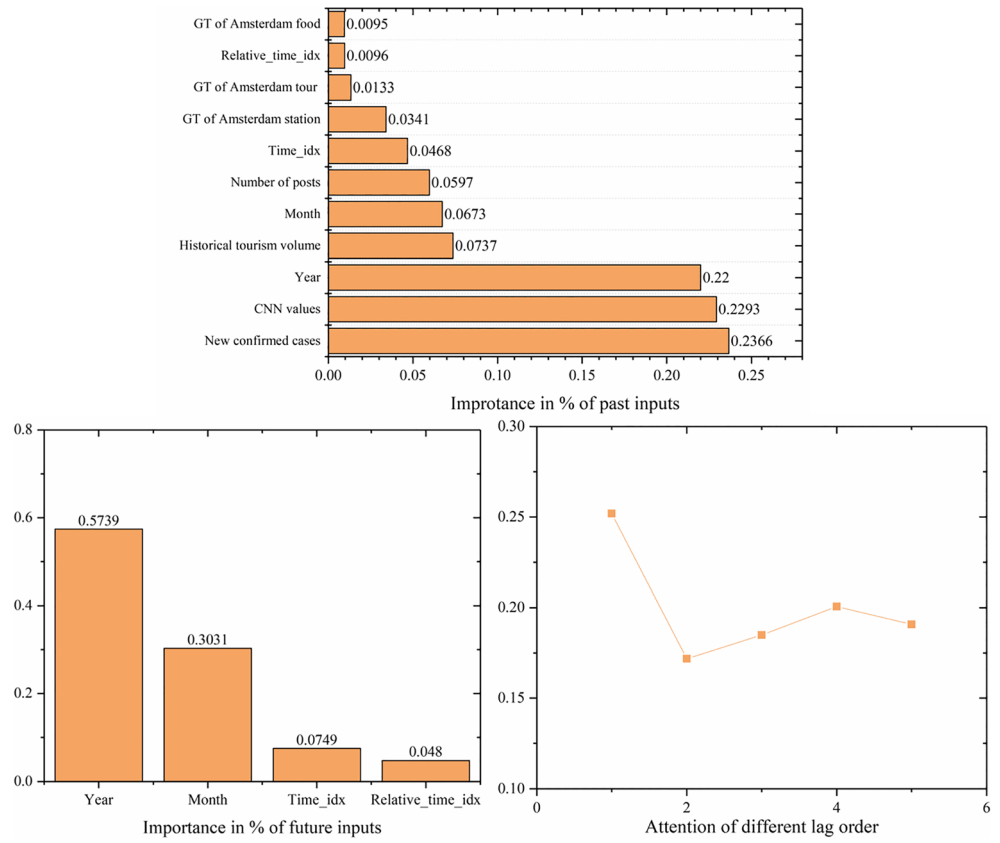 GT of Amsterdam food 0.0095
Relative_time_idx 0.0096
GT of Amsterdam tour 0.0133
GT of Amsterdam station 0.0341
Time_idx 0.0468
Number of posts 0.0597
Month 0.0673
Historical tourism volume 0.0737
Year 0.22
CNN values 0.2293
New confirmed cases 0.2366
0.00 0.05 0.10 0.15 0.20 0.25
Improtance in % of past inputs
0.8
0.6
0.4
0.2
0.0
0.5739
0.3031
0.0749
0.048
Year Month Time_idx Relative_time_idx
Importance in % of future inputs
0.30
0.25
0.20
0.15
0.10
0 2 4 6
Attention of different lag order